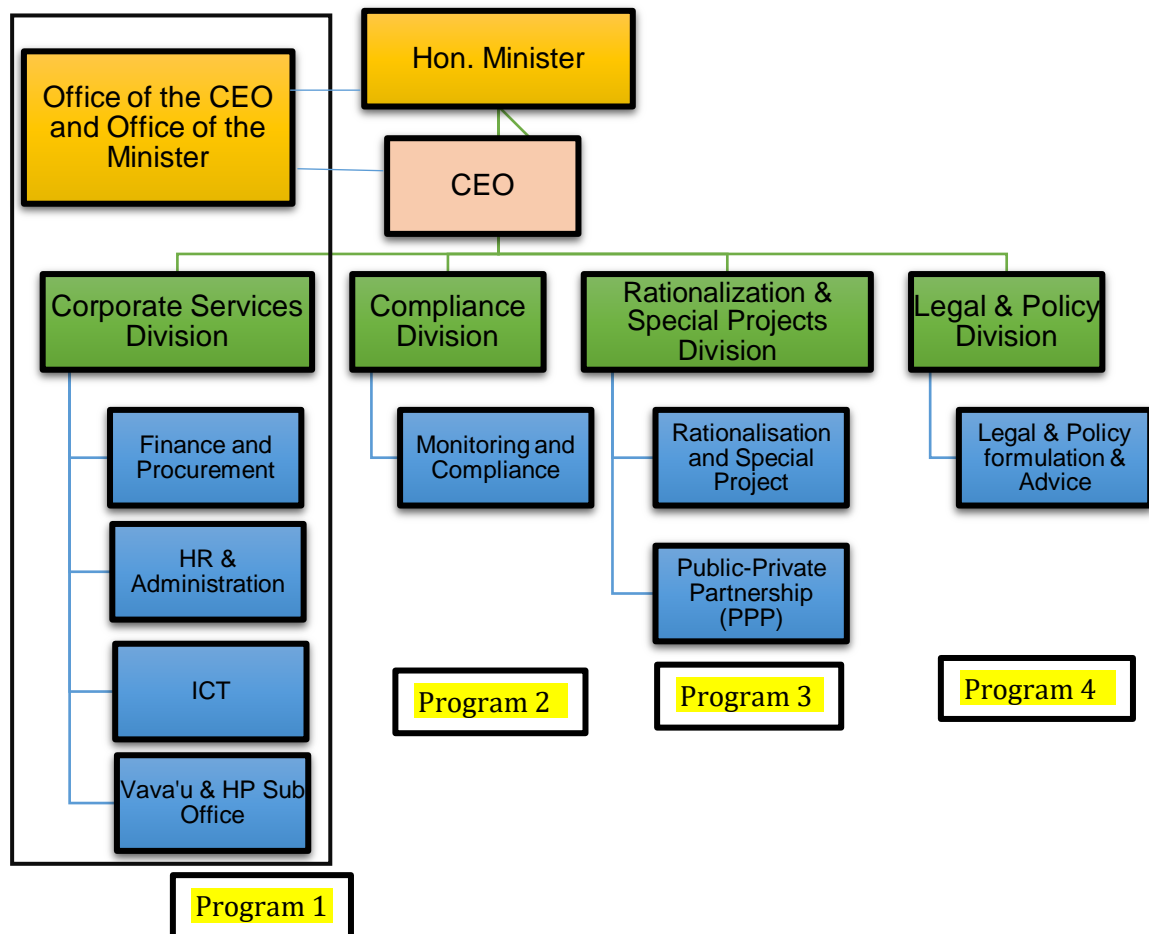 Hon. Minister
Office of the CEO
and Office of the
Minister
CEO
Corporate Services
Division
Compliance
Division
Rationalization &
Special Projects
Division
Legal & Policy
Division
Finance and
Procurement
Monitoring and
Compliance
Rationalisation
and Special
Project
Legal & Policy
formulation &
Advice
HR &
Administration
Public-Private
Partnership
(PPP)
ICT
Program 2
Program 3
Program 4
Vava'u & HP Sub
Office
Program 1